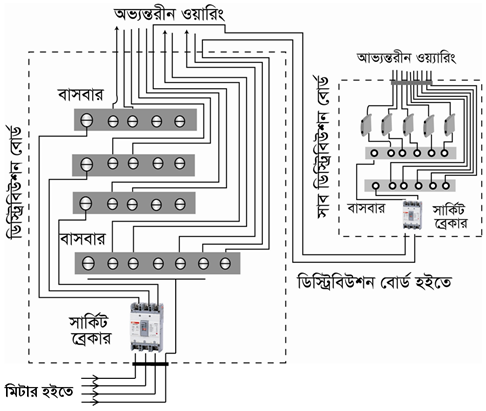 অভ্যন্তরীন ওয়ারিং
বাসবার
ডিস্ট্রিবিউশন বোর্ড
বাসবার
সার্কিট
ব্রেকার
মিটার হইতে
আভ্যন্তরীন ওয়্যারিং
সাব ডিস্ট্রিবিউশন বোর্ড
বাসবার
সার্কিট
ব্রেকার
ডিস্ট্রিবিউশন বোর্ড হইতে